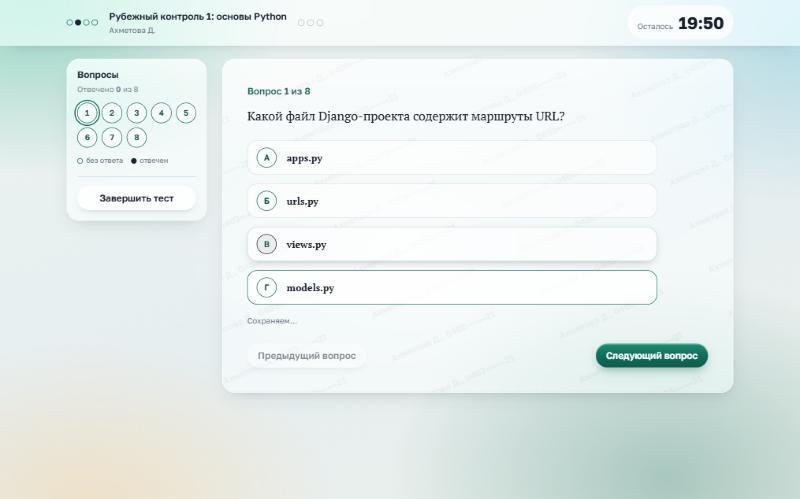 Рубежный контроль 1: основы Python
Ахметова Д.
Осталось 19:50
Вопросы
Отвечено 0 из 8
1 2 3 4 5
6 7 8
без ответа отвечен
Завершить тест
Вопрос 1 из 8
Какой файл Django-проекта содержит маршруты URL?
А apps.py
Б urls.py
В views.py
Г models.py
Сохраняем…
Предыдущий вопрос
Следующий вопрос